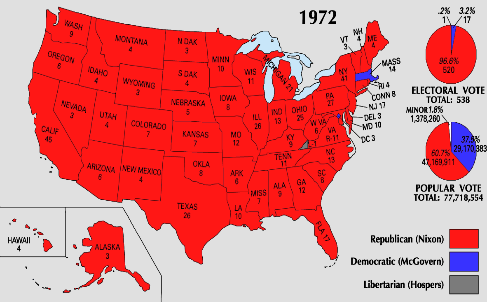 1972
WASH
9
OREGON
6
CALIF
45
NEVADA
3
IDAHO
4
MONTANA
4
WYOMING
3
UTAH
4
ARIZONA
6
COLORADO
7
NEW MEXICO
4
N DAK
3
S DAK
4
NEBRASKA
5
KANSAS
7
OKLA
8
TEXAS
26
MINN
10
IOWA
8
MO
12
ARK
6
LA
10
WIS
11
ILL
26
MICHIGAN 21
IND
13
OHIO
25
KY
9
TENN
11
MISS
7
ALA
9
GA
12
FLA 17
SC
8
NC
13
VA
R-11
W VA
6
PA
27
NY
41
VT
3
NH
4
ME
4
MASS
14
RI 4
CONN 8
NJ 17
DEL 3
MD 10
DC 3
HAWAII
4
ALASKA
3
.2%
1
3.2%
17
96.6%
520
ELECTORAL VOTE
TOTAL: 538
MINOR 1.8%
1,378,260
37.5%
29,170,383
60.7%
47,169,911
POPULAR VOTE
TOTAL: 77,718,554
Republican (Nixon)
Democratic (McGovern)
Libertarian (Hospers)